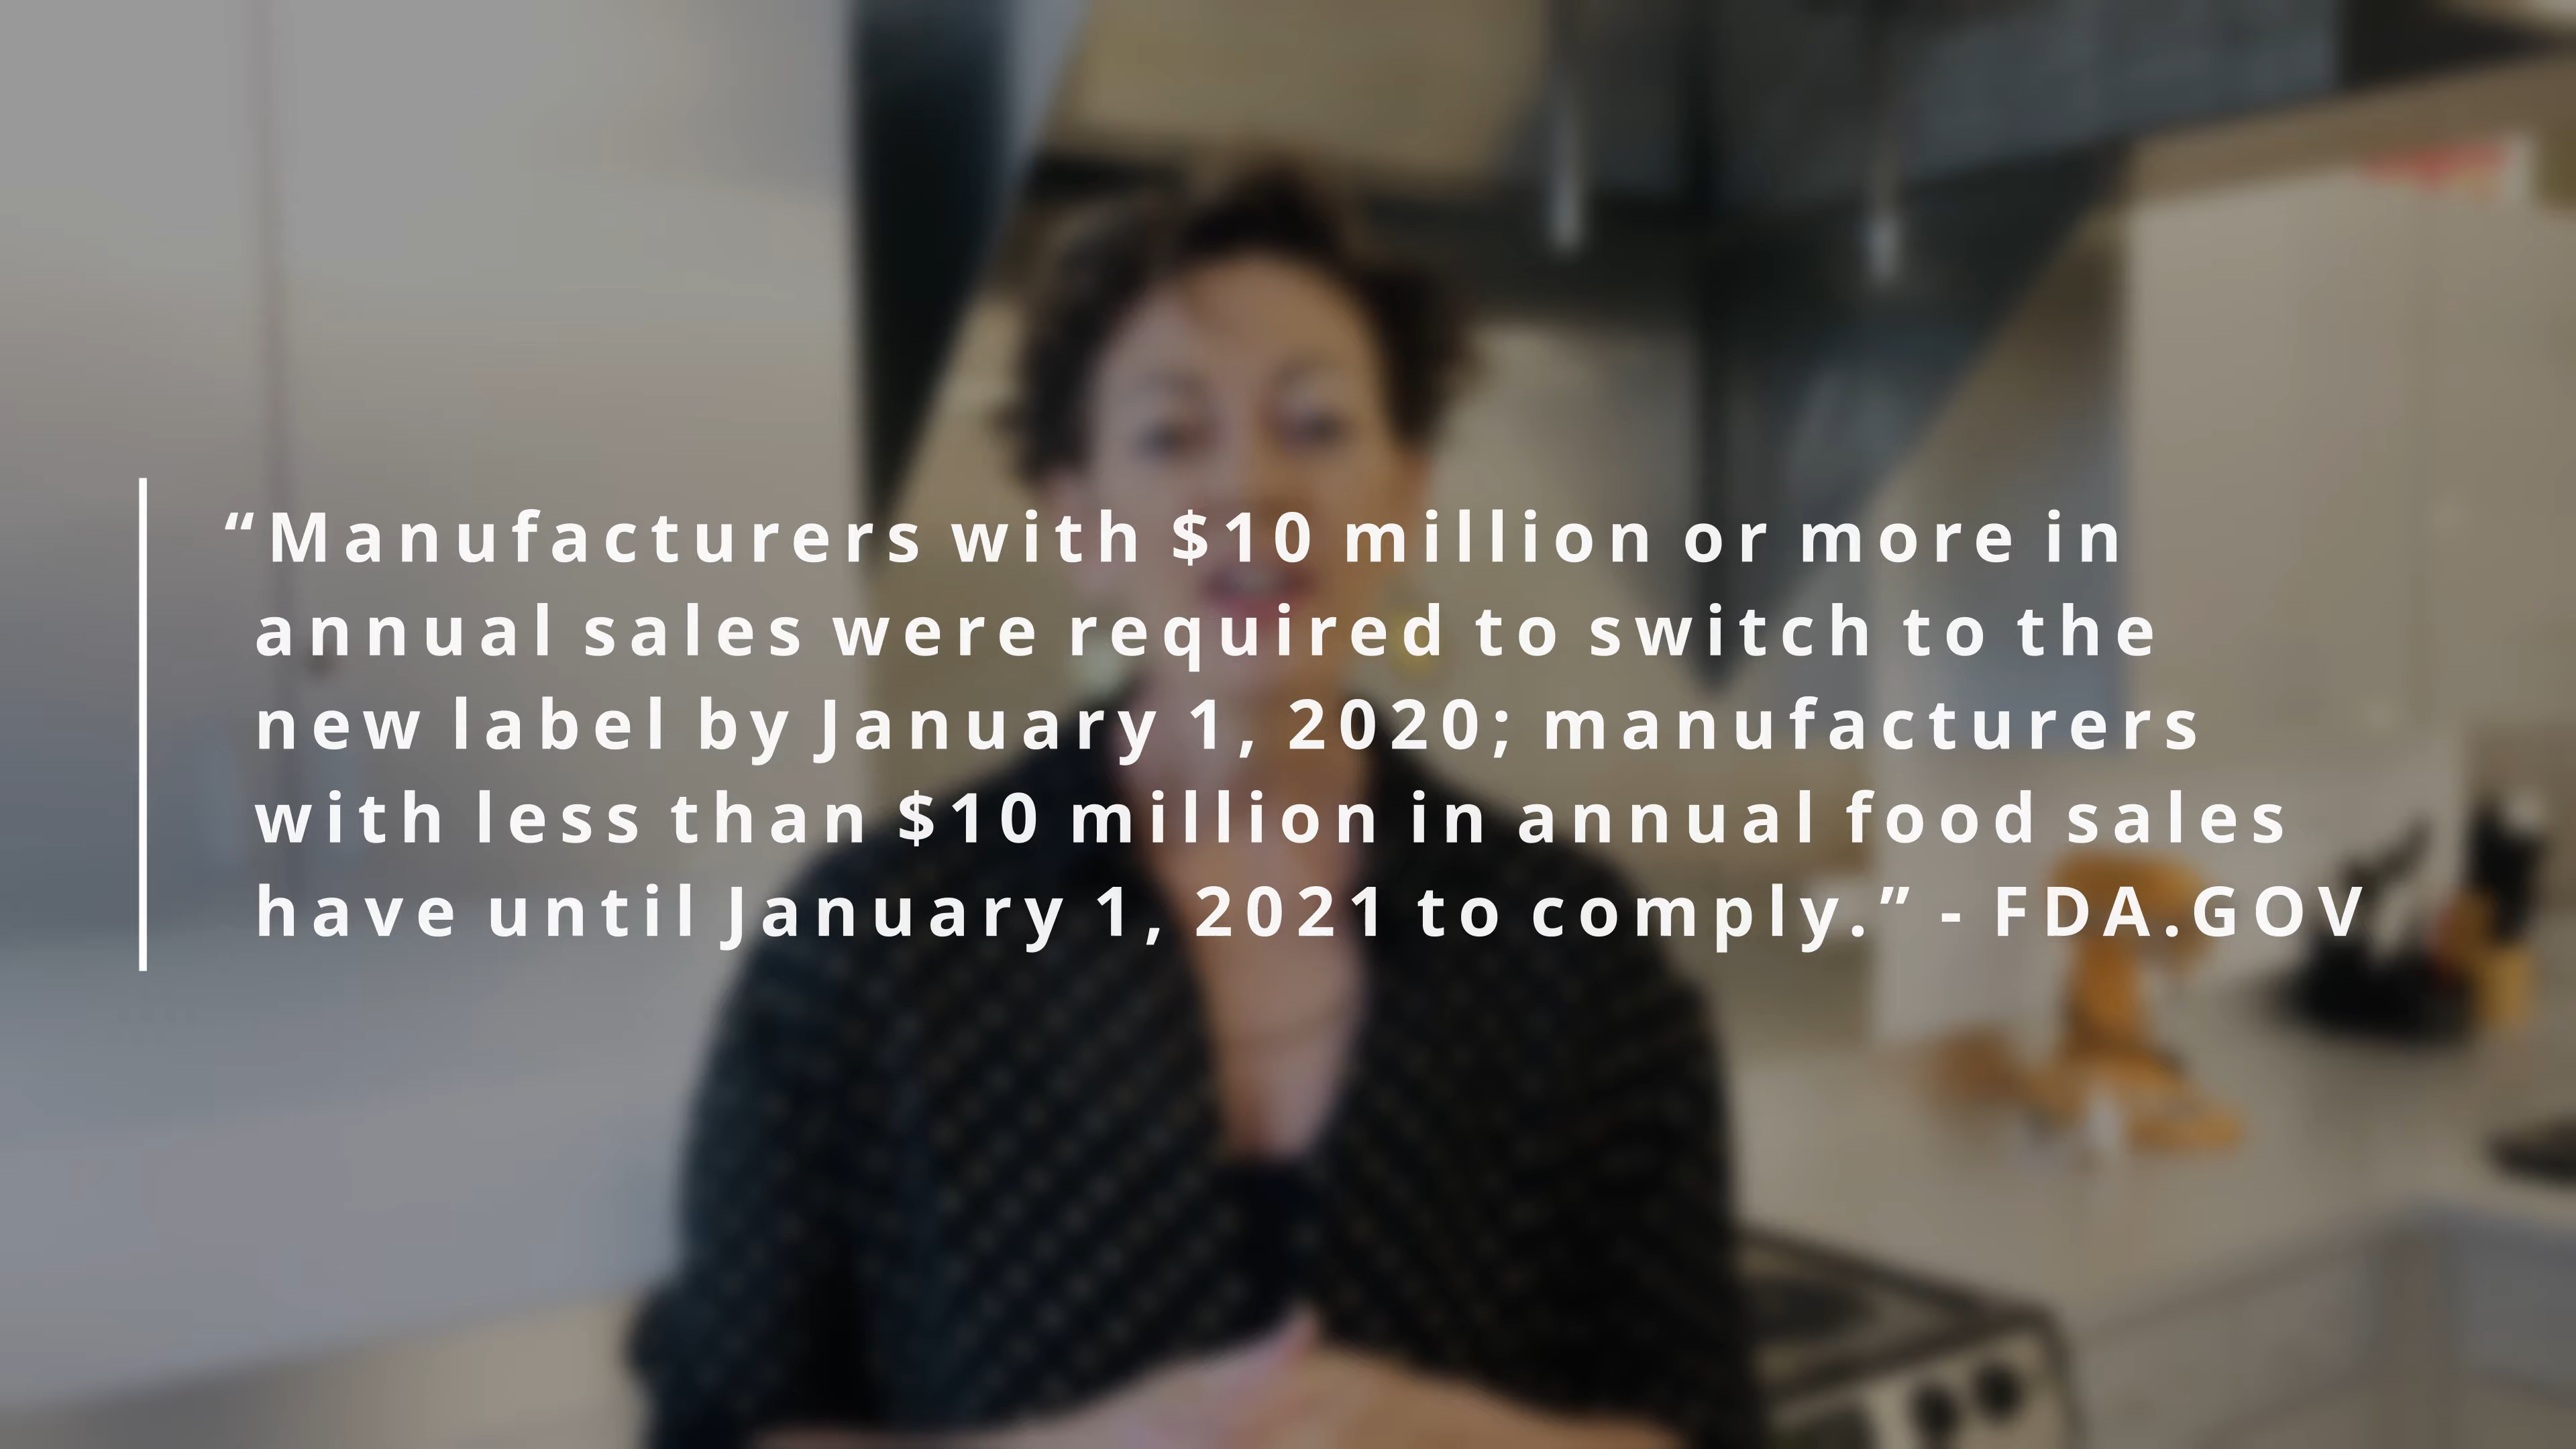 “Manufacturers with $10 million or more in
annual sales were required to switch to the
new label by January 1, 2020; manufacturers
with less than $10 million in annual food sales
have until January 1, 2021 to comply.” - FDA.GOV